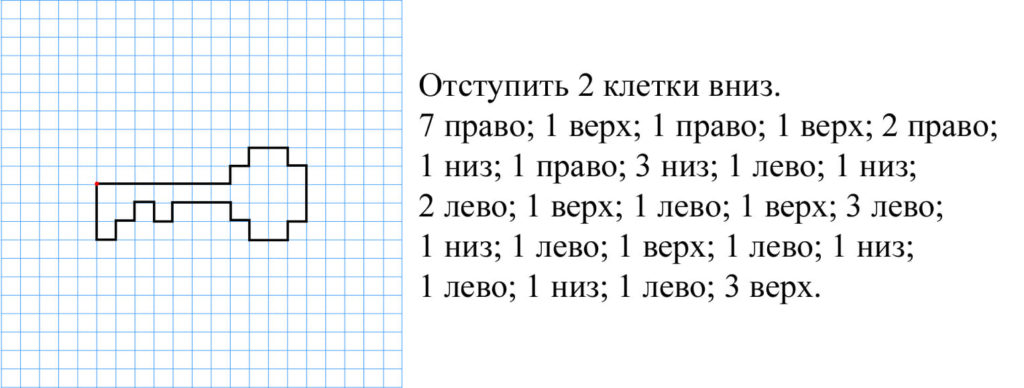 Отступить 2 клетки вниз.
7 право; 1 верх; 1 право; 1 верх; 2 право;
1 низ; 1 право; 3 низ; 1 лево; 1 низ;
2 лево; 1 верх; 1 лево; 1 верх; 3 лево;
1 низ; 1 лево; 1 верх; 1 лево; 1 низ;
1 лево; 1 низ; 1 лево; 3 верх.